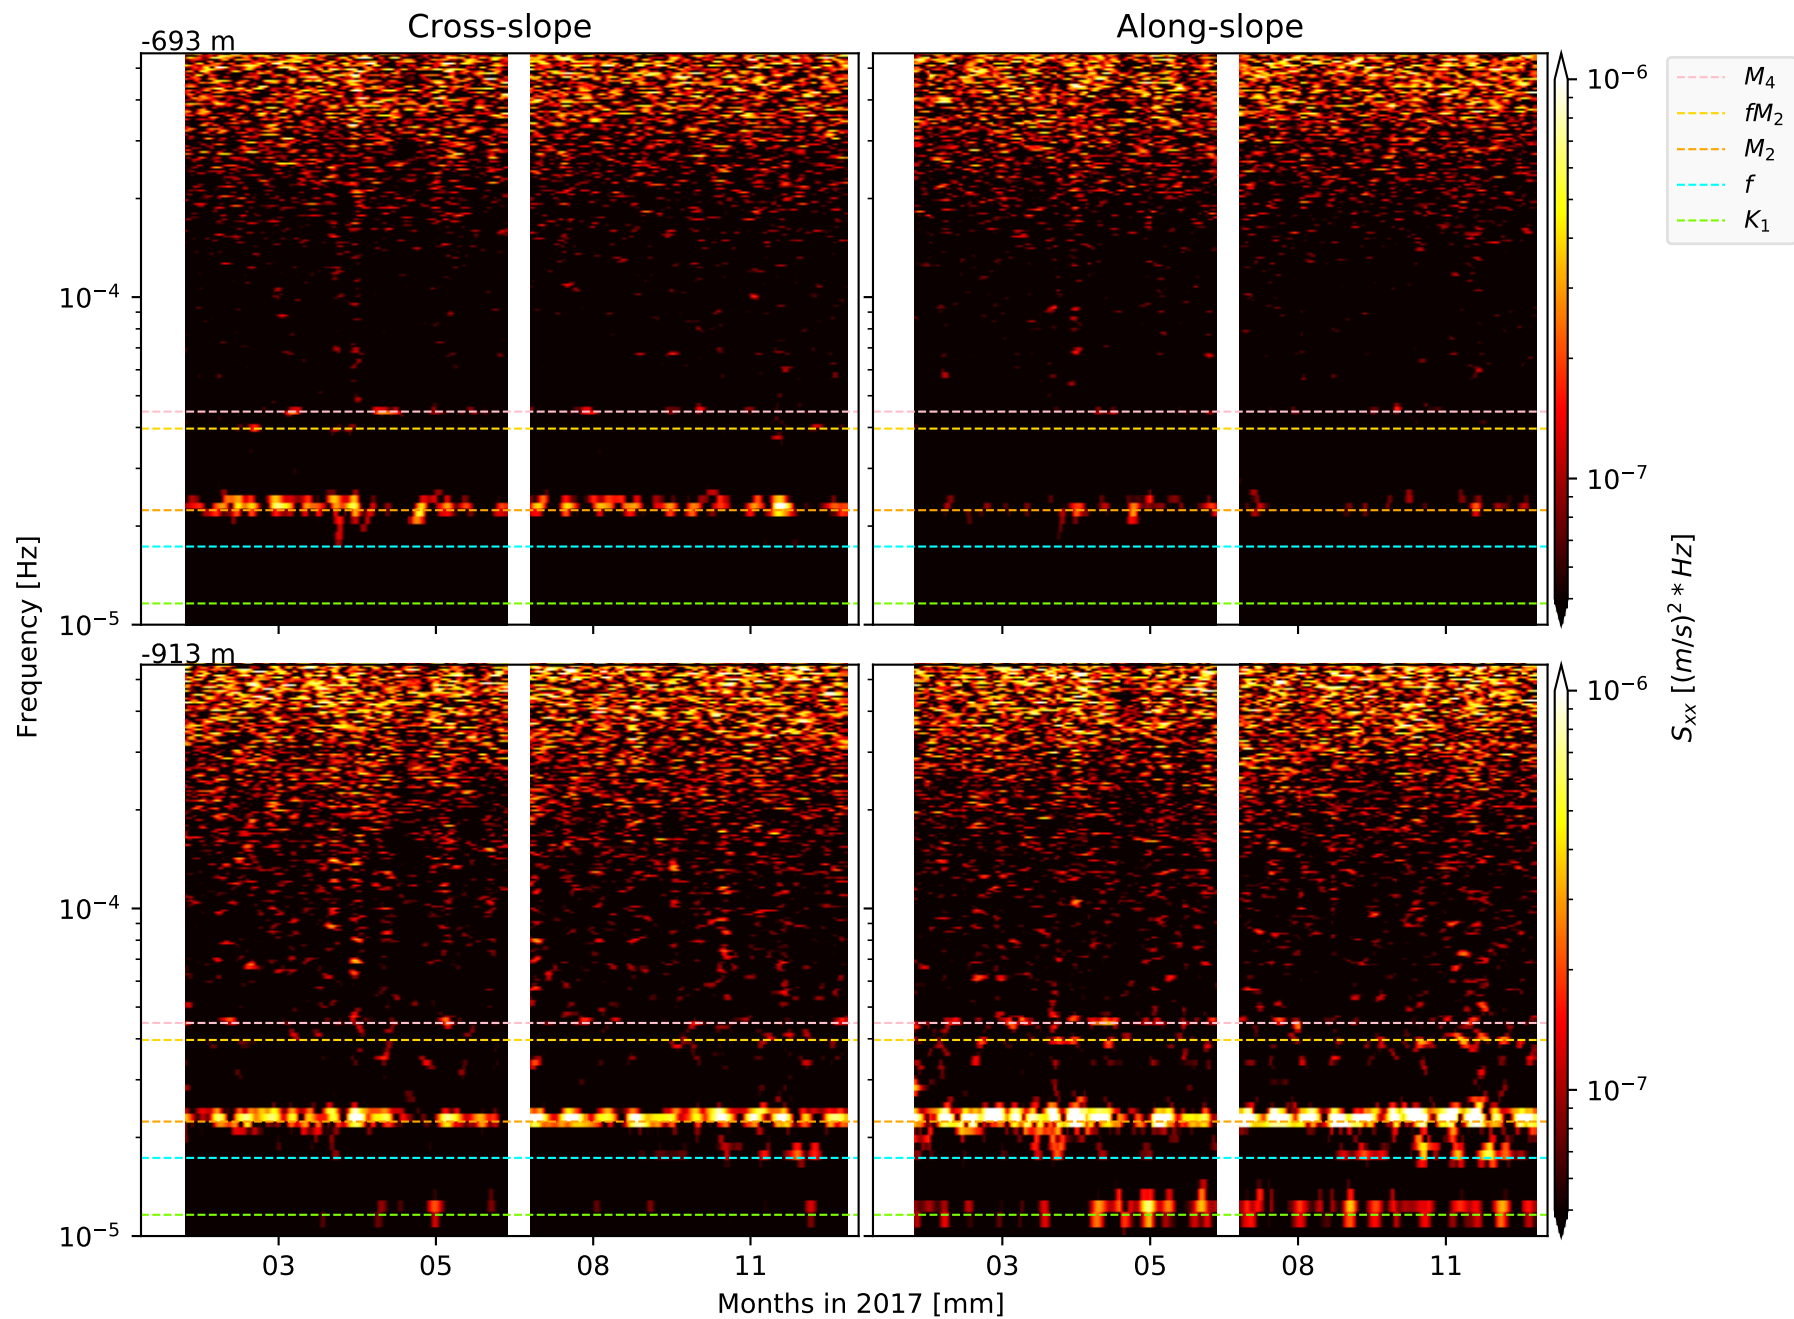 Cross-slope
Along-slope
-693 m
10⁻⁴
10⁻⁵
10⁻⁶
10⁻⁷
M₄
fM₂
M₂
f
K₁
Frequency [Hz]
Sₓₓ [(m/s)² * Hz]
-913 m
10⁻⁴
10⁻⁵
10⁻⁶
10⁻⁷
03 05 08 11
03 05 08 11
Months in 2017 [mm]